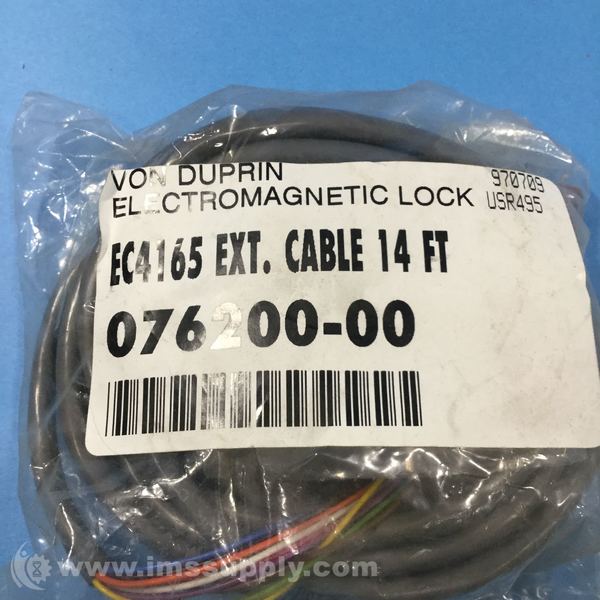 VON DUPRIN 970709
ELECTROMAGNETIC LOCK USR495
EC4165 EXT. CABLE 14 FT
076200-00
www.imssupply.com